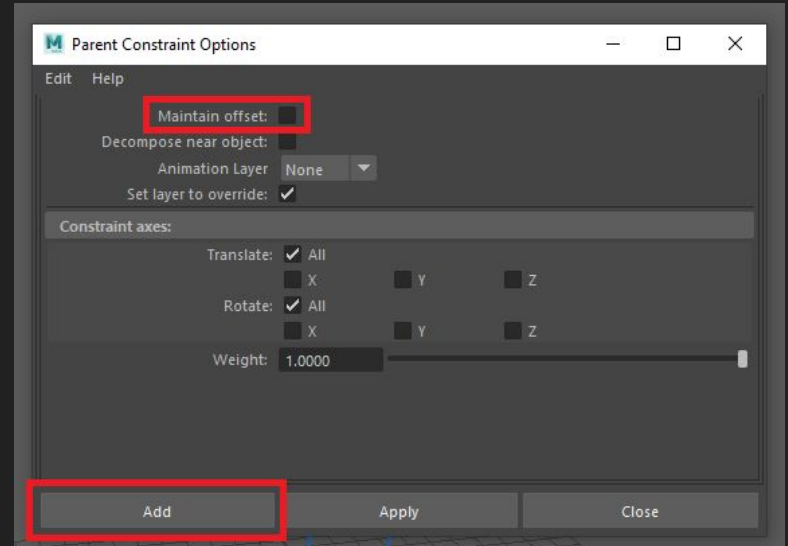 Parent Constraint Options
Edit Help
Maintain offset:
Decompose near object:
Animation Layer None
Set layer to override:
Constraint axes:
Translate: All
X Y Z
Rotate: All
X Y Z
Weight: 1.0000
Add Apply Close